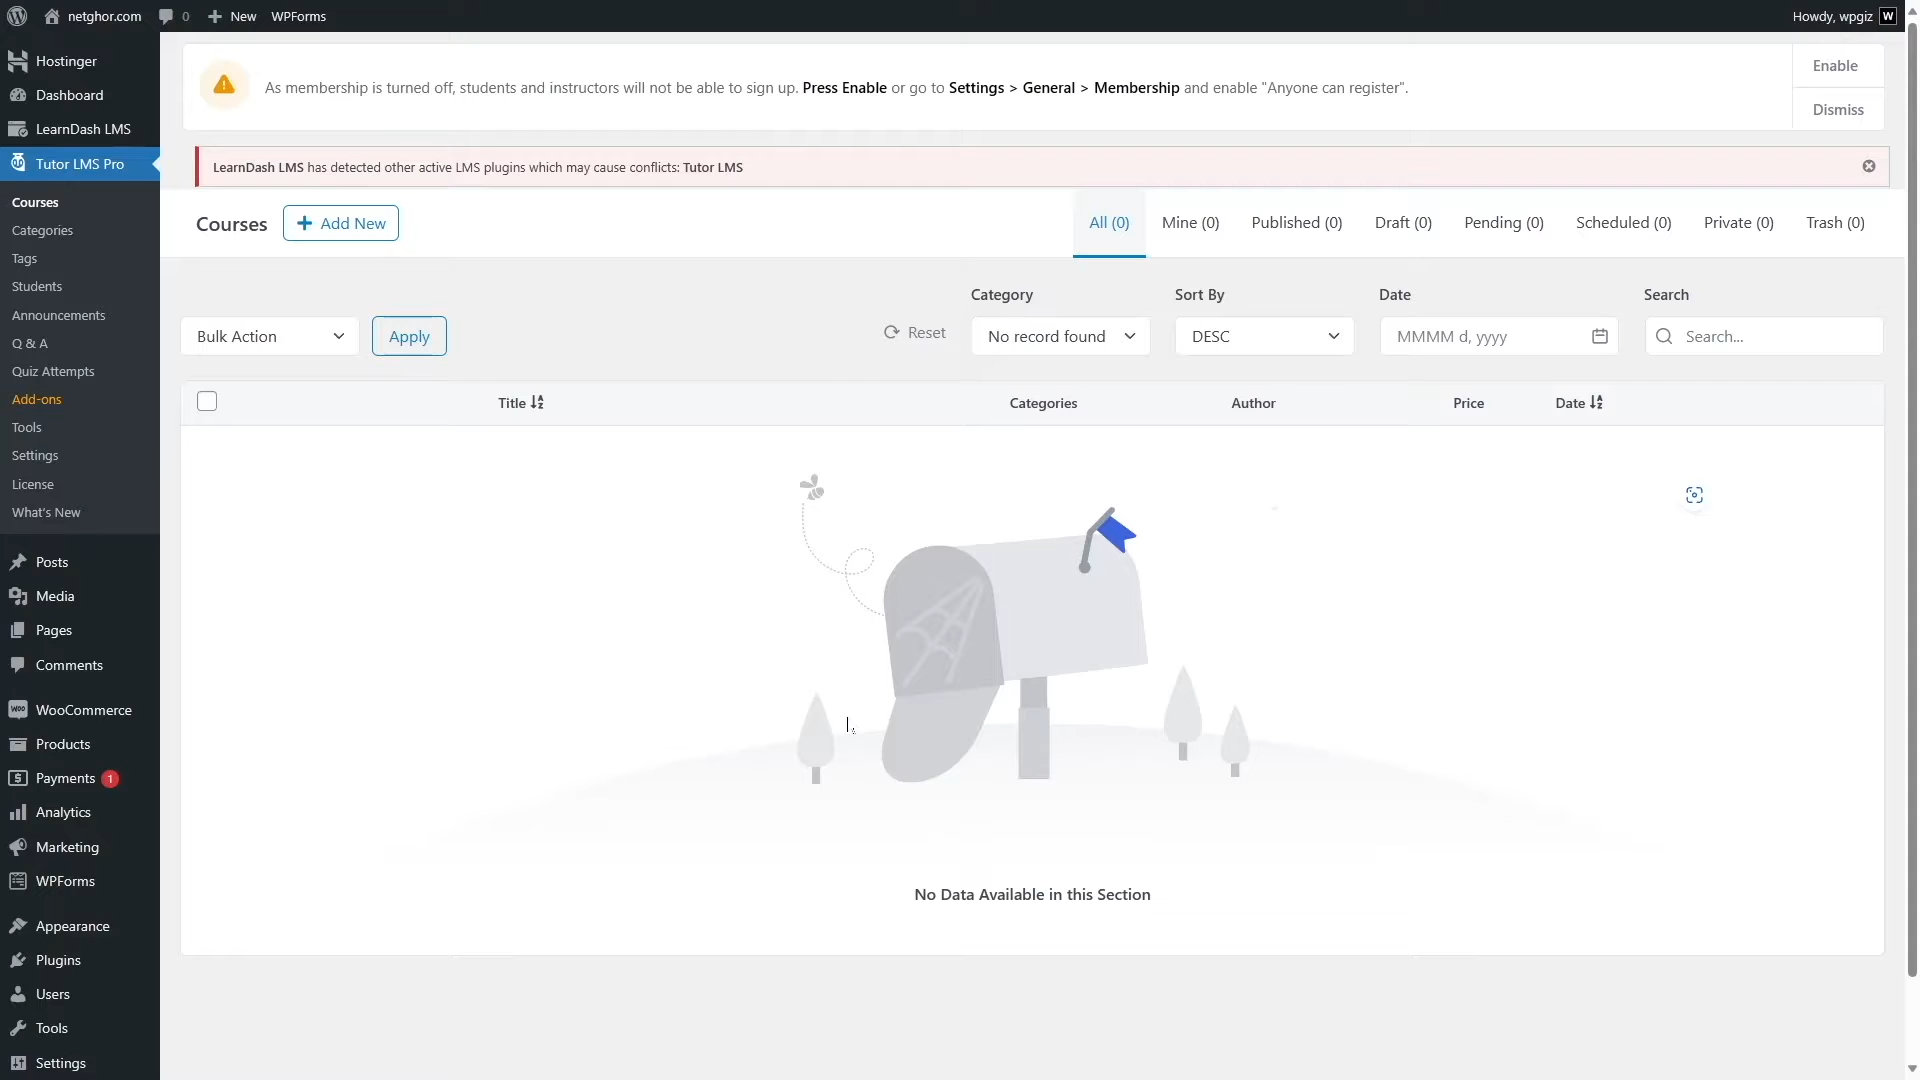 netghor.com
0
New
WPForms
Howdy, wpgiz
W
Hostinger
Dashboard
LearnDash LMS
Tutor LMS Pro
Courses
Categories
Tags
Students
Announcements
Q & A
Quiz Attempts
Add-ons
Tools
Settings
License
What's New
Posts
Media
Pages
Comments
WooCommerce
Products
Payments 1
Analytics
Marketing
WPForms
Appearance
Plugins
Users
Tools
Settings
As membership is turned off, students and instructors will not be able to sign up. Press Enable or go to Settings > General > Membership and enable "Anyone can register".
Enable
Dismiss
LearnDash LMS has detected other active LMS plugins which may cause conflicts: Tutor LMS
Courses
Add New
All (0)
Mine (0)
Published (0)
Draft (0)
Pending (0)
Scheduled (0)
Private (0)
Trash (0)
Bulk Action
Apply
Reset
Category
No record found
Sort By
DESC
Date
MMMM d, yyyy
Search
Search...
Title
Categories
Author
Price
Date
No Data Available in this Section